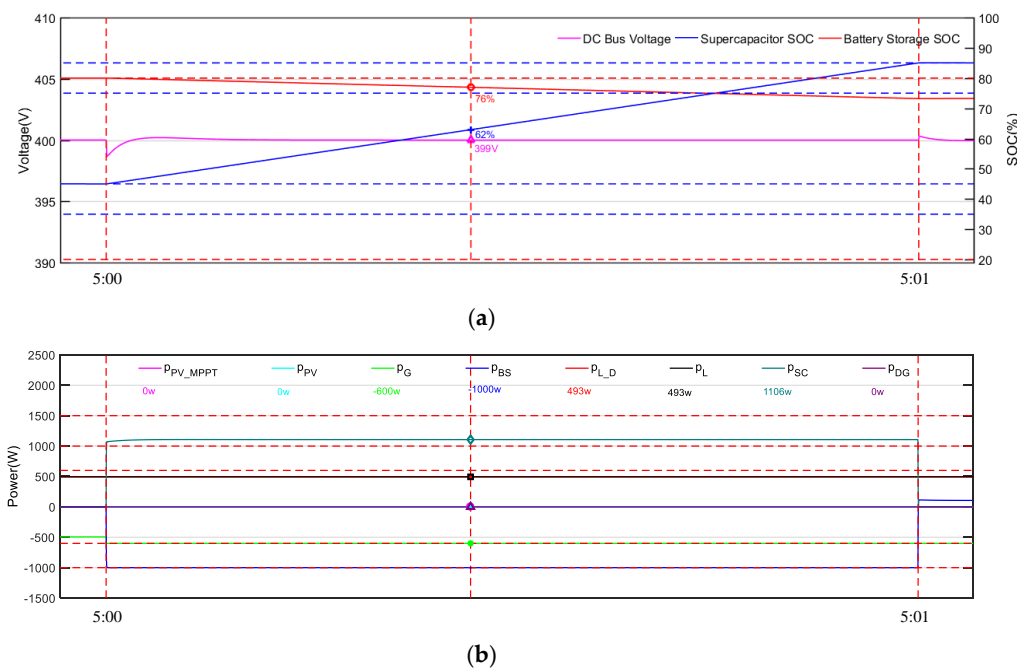 410
405
400
395
390
Voltage(V)
DC Bus Voltage
Supercapacitor SOC
Battery Storage SOC
76%
62%
399V
100
90
80
70
60
50
40
30
20
SOC(%)
5:00
5:01
(a)
2500
2000
1500
1000
500
0
-500
-1000
-1500
Power(W)
pPV_MPPT
pPV
pG
pBS
pL_D
pL
pSC
pDG
0w
0w
-600w
-1000w
493w
493w
1106w
0w
5:00
5:01
(b)